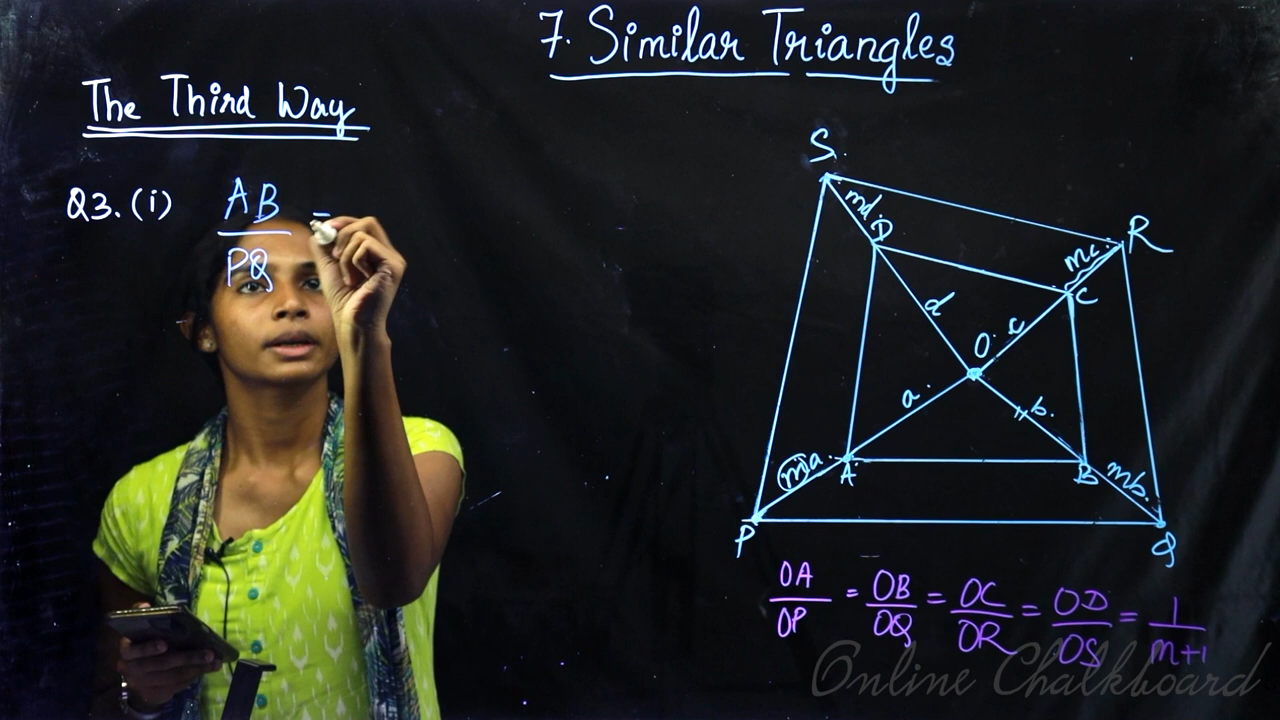 7. Similar Triangles
The Third Way
Q3. (i) AB/PQ =
S.
R
md.
D
mc.
C
d
c
O.
a.
b.
ma.
A
B
mb.
P
Q
OA/OP = OB/OQ = OC/OR = OD/OS = 1/m+1
Online Chalkboard